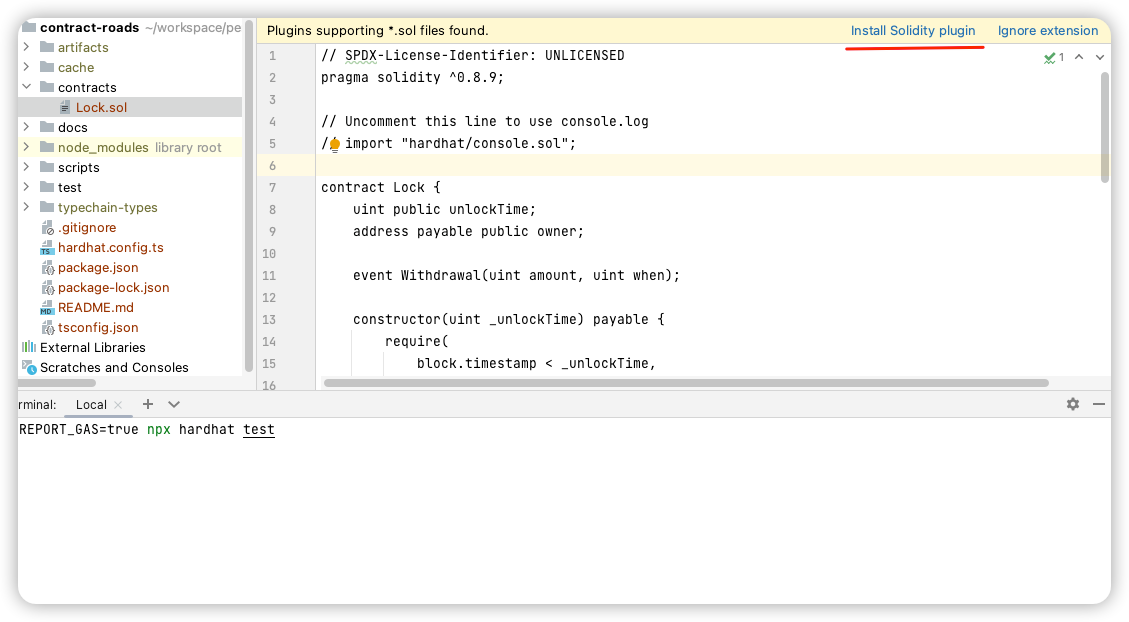 contract-roads ~/workspace/pe
artifacts
cache
contracts
Lock.sol
docs
node_modules library root
scripts
test
typechain-types
.gitignore
hardhat.config.ts
package.json
package-lock.json
README.md
tsconfig.json
External Libraries
Scratches and Consoles
Plugins supporting *.sol files found.
Install Solidity plugin
Ignore extension
1
1 // SPDX-License-Identifier: UNLICENSED
2 pragma solidity ^0.8.9;
3
4 // Uncomment this line to use console.log
5 // import "hardhat/console.sol";
6
7 contract Lock {
8 uint public unlockTime;
9 address payable public owner;
10
11 event Withdrawal(uint amount, uint when);
12
13 constructor(uint _unlockTime) payable {
14 require(
15 block.timestamp < _unlockTime,
16
rminal: Local
REPORT_GAS=true npx hardhat test